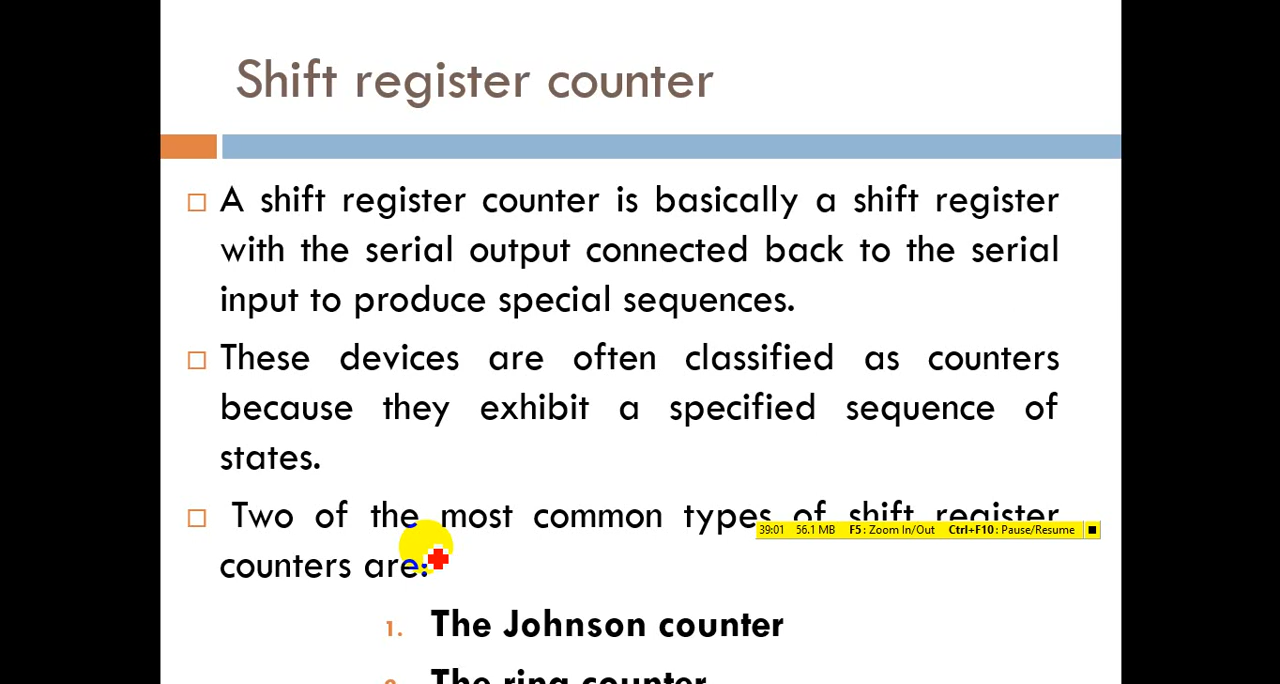 Shift register counter
A shift register counter is basically a shift register
with the serial output connected back to the serial
input to produce special sequences.
These devices are often classified as counters
because they exhibit a specified sequence of
states.
Two of the most common types of shift register
39:01 56.1 MB F5: Zoom In/Out Ctrl+F10: Pause/Resume
counters are:
1. The Johnson counter
2. The ring counter